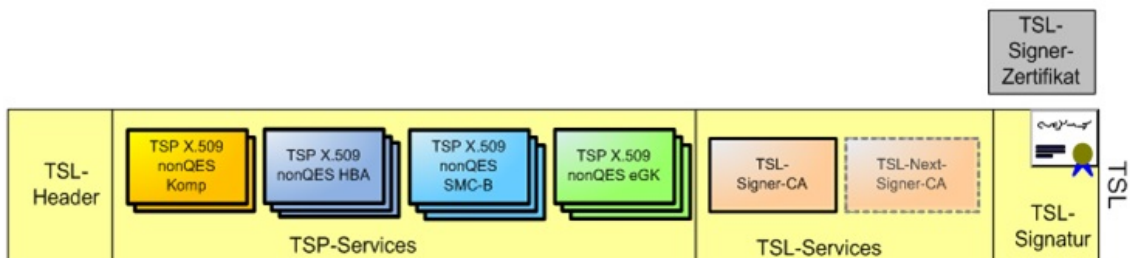 TSL-
Signer-
Zertifikat
TSL-
Header
TSP X.509
nonQES
Komp
TSP X.509
nonQES HBA
TSP X.509
nonQES
SMC-B
TSP X.509
nonQES eGK
TSP-Services
TSL-
Signer-CA
TSL-Next-
Signer-CA
TSL-Services
TSL-
Signatur
TSL